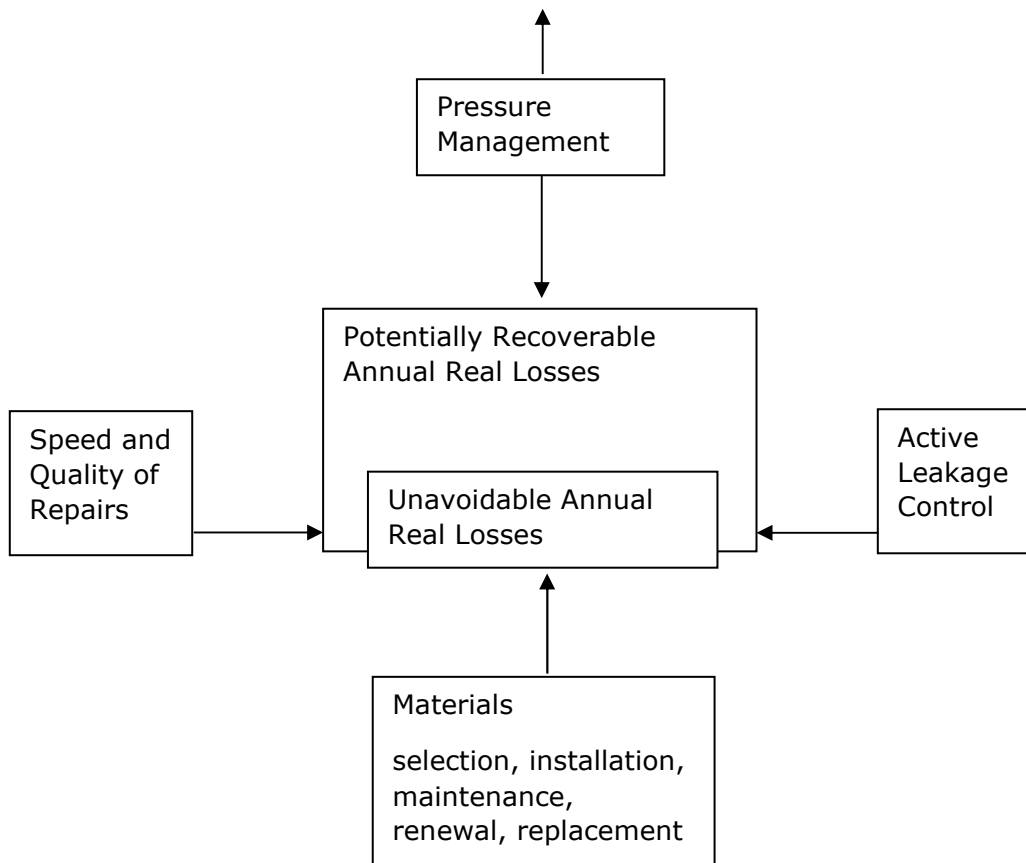 Pressure
Management
Potentially Recoverable
Annual Real Losses
Speed and
Quality of
Repairs
Unavoidable Annual
Real Losses
Active
Leakage
Control
Materials
selection, installation,
maintenance,
renewal, replacement